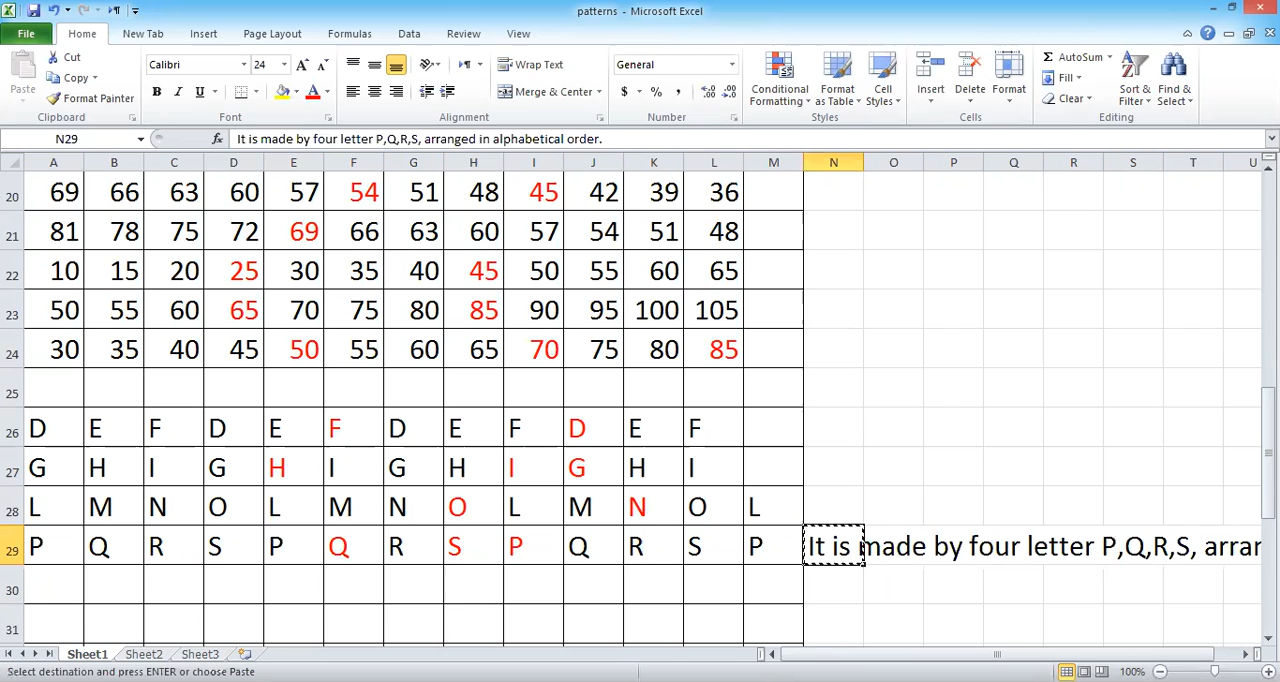 patterns - Microsoft Excel
File Home New Tab Insert Page Layout Formulas Data Review View
Paste Cut Copy Format Painter Clipboard
Calibri 24 A A B I U A Font
Wrap Text Merge & Center Alignment
General $ % , Number
Conditional Formatting Format as Table Cell Styles Styles
Insert Delete Format Cells
Σ AutoSum Fill Clear Sort & Filter Find & Select Editing
N29 fx It is made by four letter P,Q,R,S, arranged in alphabetical order.
A B C D E F G H I J K L M N O P Q R S T U
20 69 66 63 60 57 54 51 48 45 42 39 36
21 81 78 75 72 69 66 63 60 57 54 51 48
22 10 15 20 25 30 35 40 45 50 55 60 65
23 50 55 60 65 70 75 80 85 90 95 100 105
24 30 35 40 45 50 55 60 65 70 75 80 85
25
26 D E F D E F D E F D E F
27 G H I G H I G H I G H I
28 L M N O L M N O L M N O L
29 P Q R S P Q R S P Q R S P It is made by four letter P,Q,R,S, arran
30
31
Sheet1 Sheet2 Sheet3
Select destination and press ENTER or choose Paste 100%